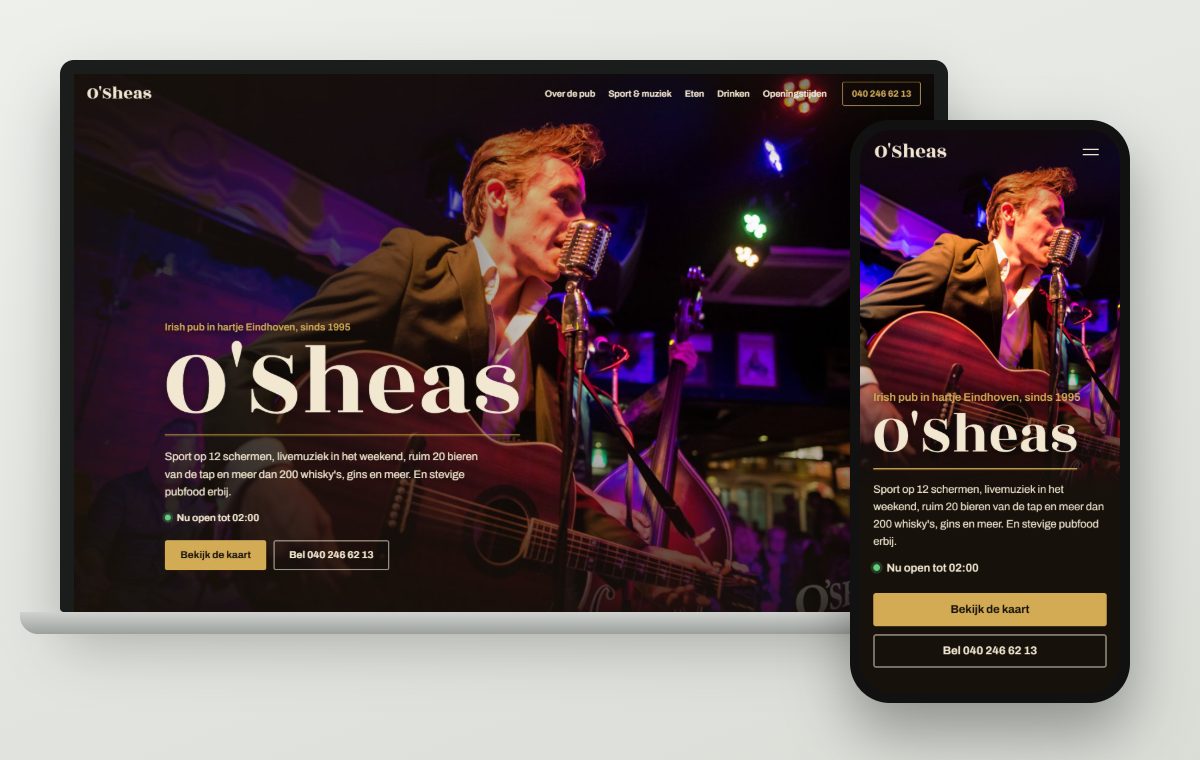 O'Sheas
Over de pub Sport & muziek Eten Drinken Openingstijden 040 246 62 13
Irish pub in hartje Eindhoven, sinds 1995
O'Sheas
Sport op 12 schermen, livemuziek in het weekend, ruim 20 bieren
van de tap en meer dan 200 whisky's, gins en meer. En stevige
pubfood erbij.
Nu open tot 02:00
Bekijk de kaart Bel 040 246 62 13
O'Sheas
Irish pub in hartje Eindhoven, sinds 1995
O'Sheas
Sport op 12 schermen, livemuziek in het
weekend, ruim 20 bieren van de tap en meer dan
200 whisky's, gins en meer. En stevige pubfood
erbij.
Nu open tot 02:00
Bekijk de kaart
Bel 040 246 62 13